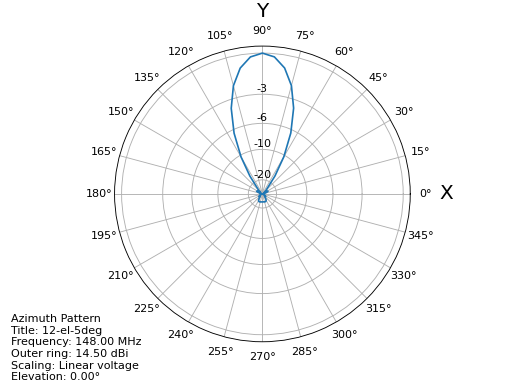 Y
90°
105° 75°
120° 60°
135° 45°
150° 30°
165° 15°
180° 0° X
195° 345°
210° 330°
225° 315°
240° 300°
255° 285°
270°
-3
-6
-10
-20
Azimuth Pattern
Title: 12-el-5deg
Frequency: 148.00 MHz
Outer ring: 14.50 dBi
Scaling: Linear voltage
Elevation: 0.00°